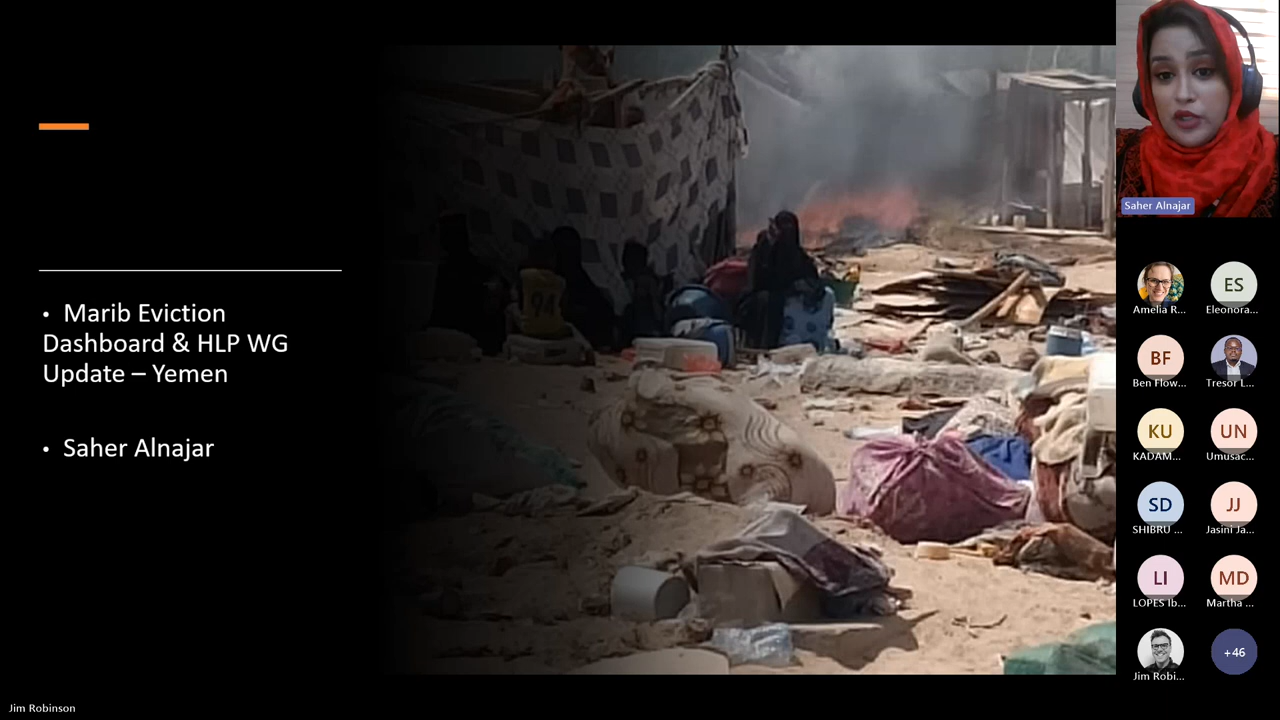 • Marib Eviction
Dashboard & HLP WG
Update – Yemen
• Saher Alnajar
94
Saher Alnajar
Amelia R...
ES
Eleonora...
BF
Ben Flow...
Tresor L...
KU
KADAM...
UN
Umusac...
SD
SHIBRU ...
JJ
Jasini Ja...
LI
LOPES Ib...
MD
Martha ...
Jim Robi...
+46
Jim Robinson